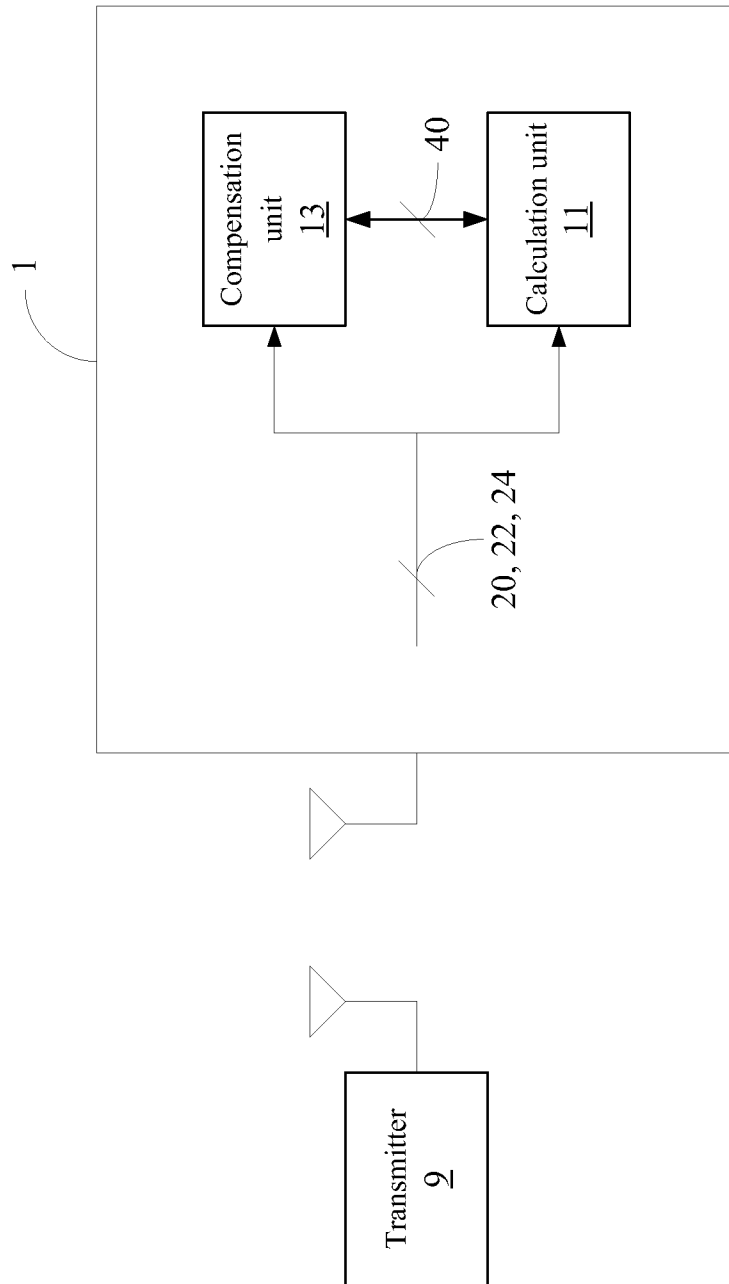 1
Transmitter
9
20, 22, 24
Compensation
unit
13
40
Calculation unit
11